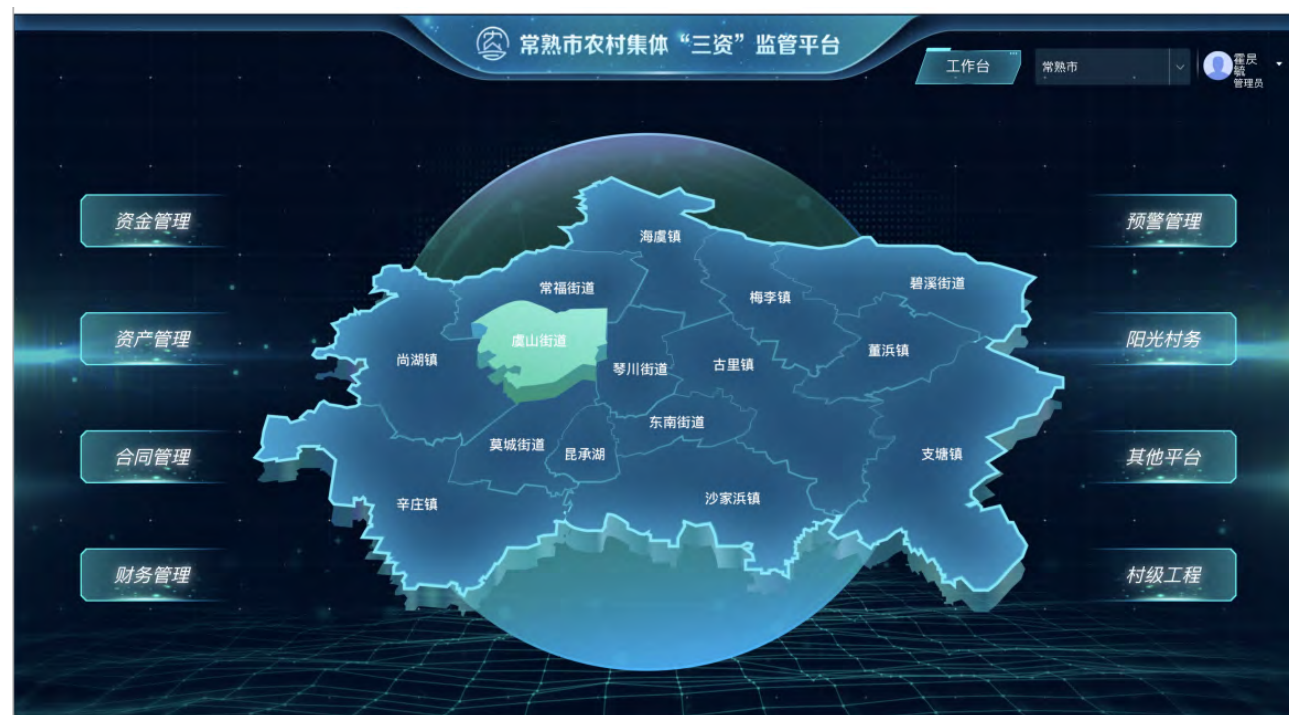 常熟市农村集体“三资”监管平台
工作台
常熟市
霍戾
毓
管理员
资金管理
预警管理
海虞镇
常福街道
梅李镇
碧溪街道
资产管理
虞山街道
尚湖镇
琴川街道
古里镇
董浜镇
阳光村务
东南街道
莫城街道
昆承湖
支塘镇
合同管理
其他平台
辛庄镇
沙家浜镇
财务管理
村级工程